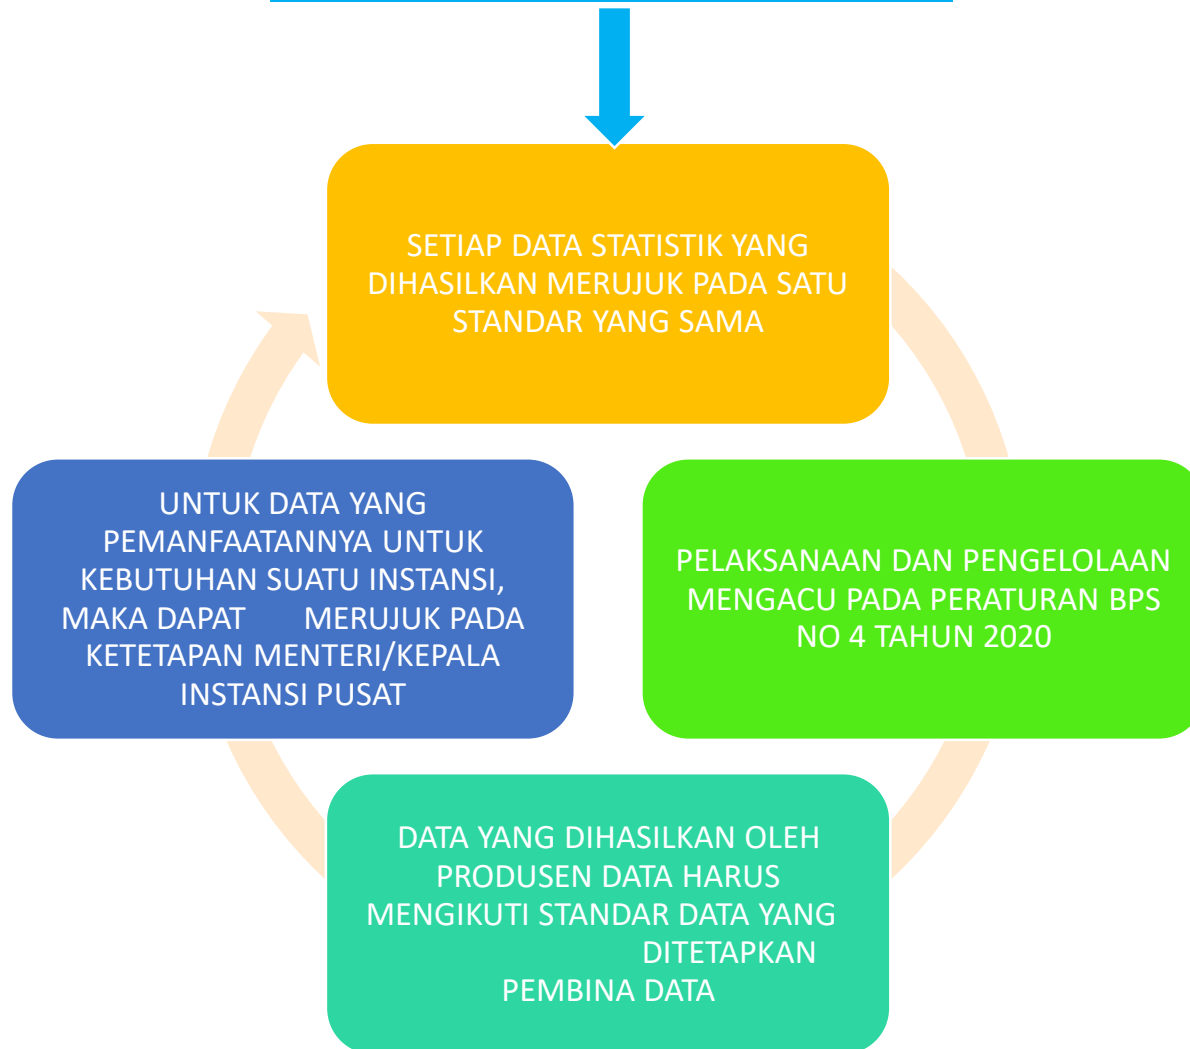 SETIAP DATA STATISTIK YANG
DIHASILKAN MERUJUK PADA SATU
STANDAR YANG SAMA
PELAKSANAAN DAN PENGELOLAAN
MENGACU PADA PERATURAN BPS
NO 4 TAHUN 2020
DATA YANG DIHASILKAN OLEH
PRODUSEN DATA HARUS
MENGIKUTI STANDAR DATA YANG
DITETAPKAN
PEMBINA DATA
UNTUK DATA YANG
PEMANFAATANNYA UNTUK
KEBUTUHAN SUATU INSTANSI,
MAKA DAPAT MERUJUK PADA
KETETAPAN MENTERI/KEPALA
INSTANSI PUSAT